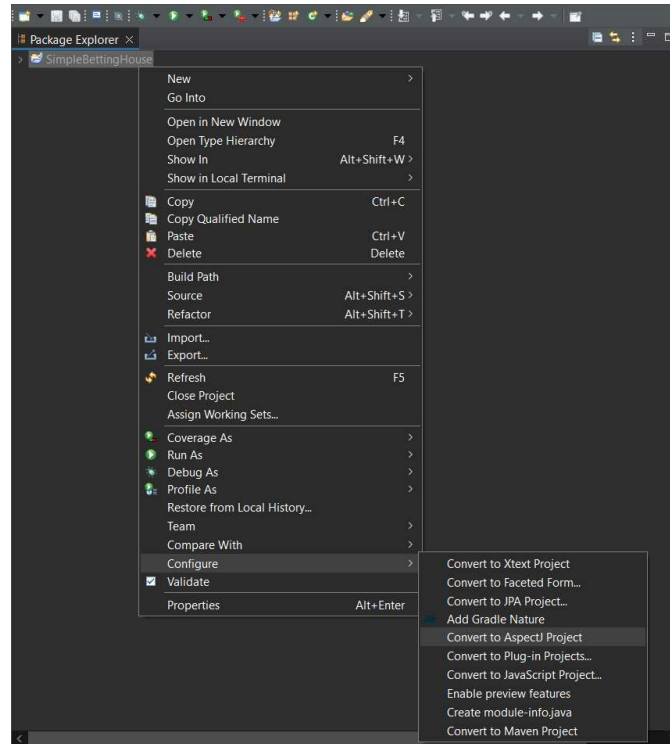 Package Explorer
SimpleBettingHouse
New
Go Into
Open in New Window
Open Type Hierarchy F4
Show In Alt+Shift+W >
Show in Local Terminal
Copy Ctrl+C
Copy Qualified Name
Paste Ctrl+V
Delete Delete
Build Path
Source Alt+Shift+S >
Refactor Alt+Shift+T >
Import...
Export...
Refresh F5
Close Project
Assign Working Sets...
Coverage As
Run As
Debug As
Profile As
Restore from Local History...
Team
Compare With
Configure
Validate
Properties Alt+Enter
Convert to Xtext Project
Convert to Faceted Form...
Convert to JPA Project...
Add Gradle Nature
Convert to AspectJ Project
Convert to Plug-in Projects...
Convert to JavaScript Project...
Enable preview features
Create module-info.java
Convert to Maven Project